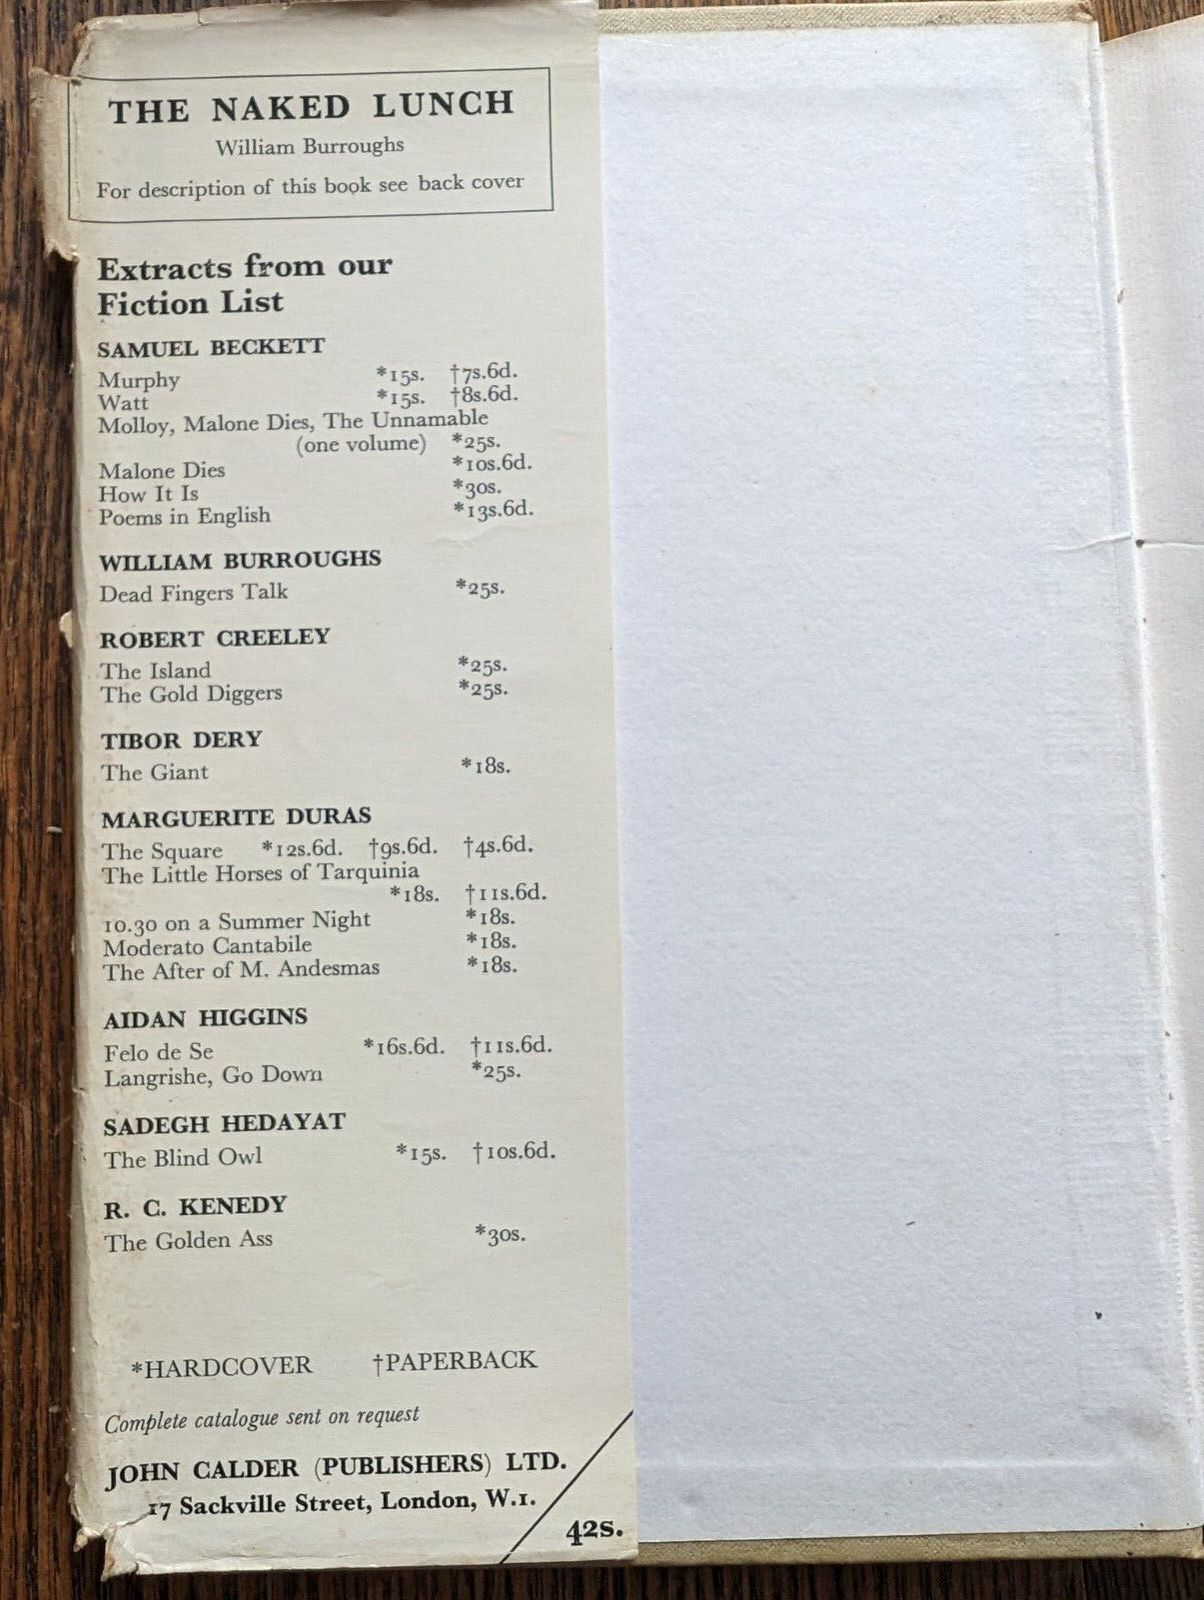 THE NAKED LUNCH
William Burroughs
For description of this book see back cover
Extracts from our
Fiction List
SAMUEL BECKETT
Murphy *15s. †7s.6d.
Watt *15s. †8s.6d.
Molloy, Malone Dies, The Unnamable
(one volume) *25s.
Malone Dies *10s.6d.
How It Is *30s.
Poems in English *13s.6d.
WILLIAM BURROUGHS
Dead Fingers Talk *25s.
ROBERT CREELEY
The Island *25s.
The Gold Diggers *25s.
TIBOR DERY
The Giant *18s.
MARGUERITE DURAS
The Square *12s.6d. †9s.6d. †4s.6d.
The Little Horses of Tarquinia
*18s. †11s.6d.
10.30 on a Summer Night *18s.
Moderato Cantabile *18s.
The After of M. Andesmas *18s.
AIDAN HIGGINS
Felo de Se *16s.6d. †11s.6d.
Langrishe, Go Down *25s.
SADEGH HEDAYAT
The Blind Owl *15s. †10s.6d.
R. C. KENEDY
The Golden Ass *30s.
*HARDCOVER †PAPERBACK
Complete catalogue sent on request
JOHN CALDER (PUBLISHERS) LTD.
17 Sackville Street, London, W.1.
42s.